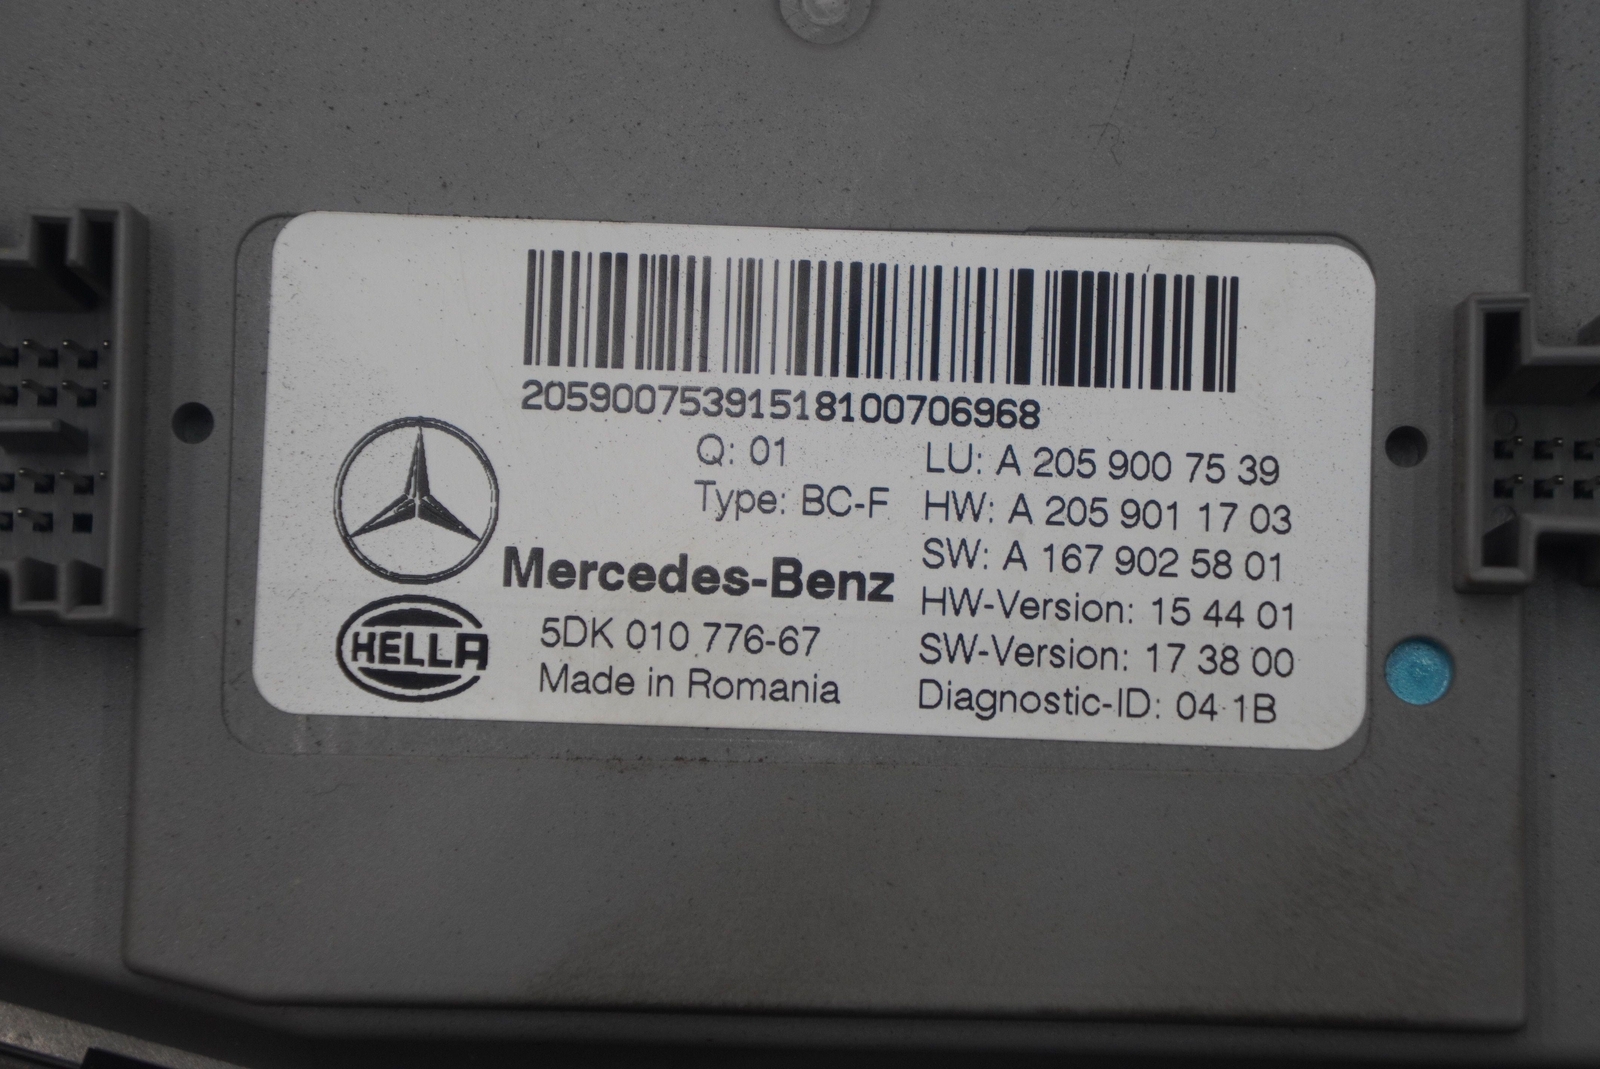 20590075391518100706968
Q: 01
Type: BC-F
LU: A 205 900 75 39
HW: A 205 901 17 03
SW: A 167 902 58 01
HW-Version: 15 44 01
SW-Version: 17 38 00
Diagnostic-ID: 04 1B
Mercedes-Benz
HELLA
5DK 010 776-67
Made in Romania